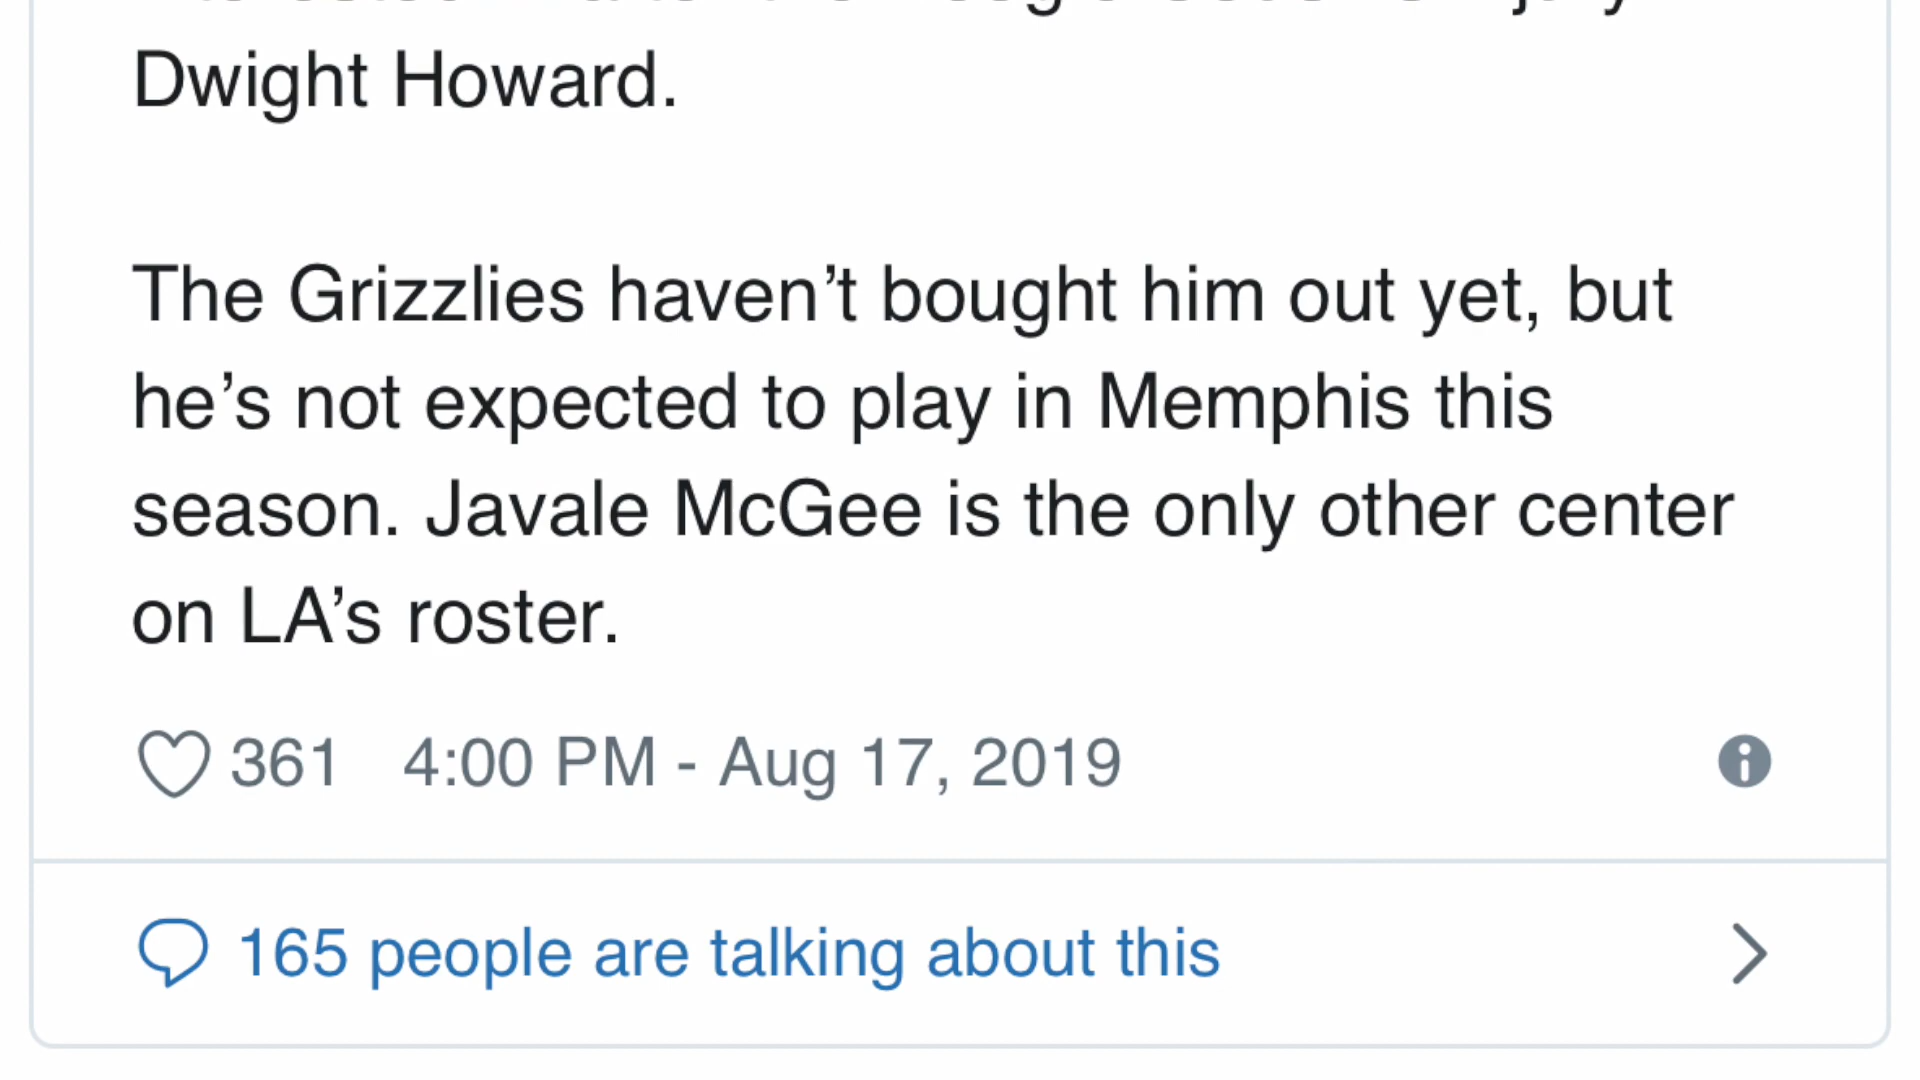 Dwight Howard.
The Grizzlies haven’t bought him out yet, but
he’s not expected to play in Memphis this
season. Javale McGee is the only other center
on LA’s roster.
361 4:00 PM - Aug 17, 2019
165 people are talking about this